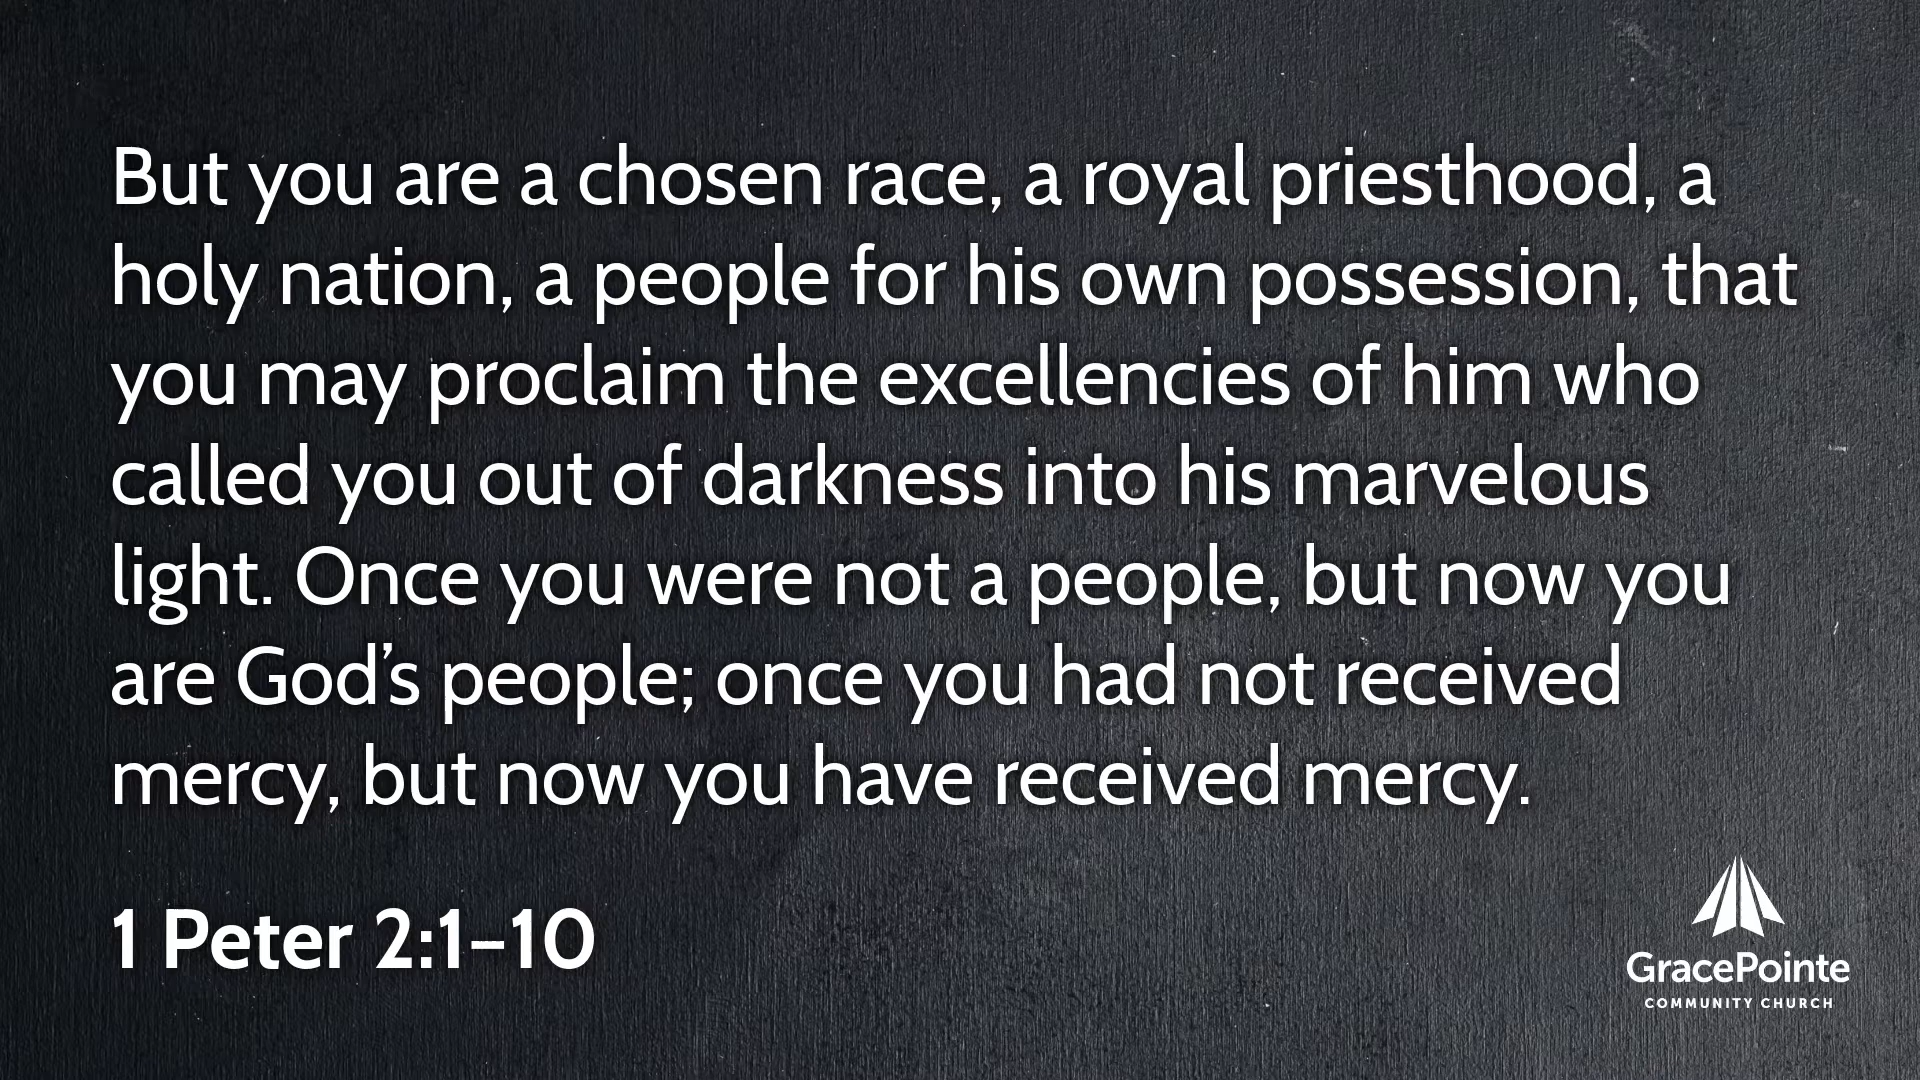 But you are a chosen race, a royal priesthood, a
holy nation, a people for his own possession, that
you may proclaim the excellencies of him who
called you out of darkness into his marvelous
light. Once you were not a people, but now you
are God’s people; once you had not received
mercy, but now you have received mercy.
1 Peter 2:1–10
GracePointe
COMMUNITY CHURCH